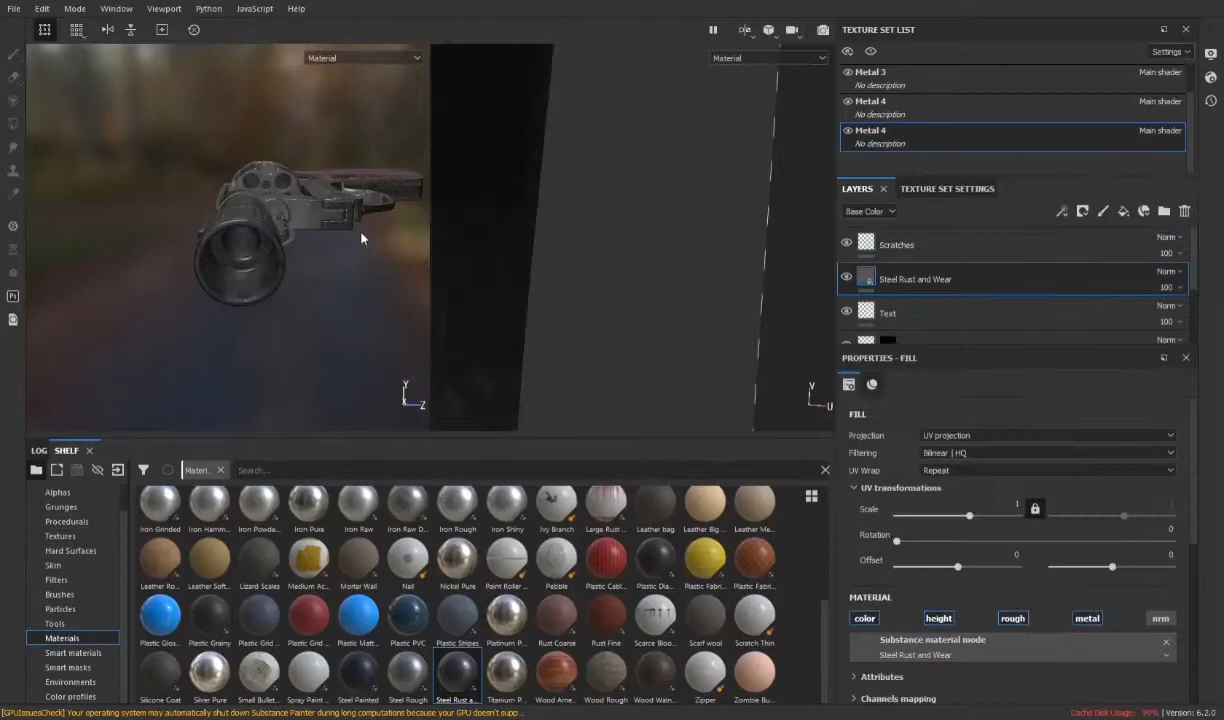 File Edit Mode Window Viewport Python JavaScript Help
Material
Material
TEXTURE SET LIST
Settings
Metal 3 Main shader
No description
Metal 4 Main shader
No description
Metal 4 Main shader
No description
LAYERS TEXTURE SET SETTINGS
Base Color
Scratches Norm
100
Steel Rust and Wear Norm
100
Text Norm
100
Norm
PROPERTIES - FILL
FILL
Projection UV projection
Filtering Bilinear | HQ
UV Wrap Repeat
UV transformations
Scale 1 1
Rotation 0
Offset 0 0
MATERIAL
color height rough metal nrm
Substance material mode
Steel Rust and Wear
Attributes
Channels mapping
Y
X Z
V
U
LOG SHELF
Ps
Materi... Search...
Alphas
Grunges
Procedurals
Textures
Hard Surfaces
Skin
Filters
Brushes
Particles
Tools
Materials
Smart materials
Smart masks
Environments
Color profiles
Iron Grinded Iron Hamm... Iron Powde... Iron Pure Iron Raw Iron Raw D... Iron Rough Iron Shiny Ivy Branch Large Rust ... Leather bag Leather Big ... Leather Me...
Leather Ro... Leather Soft... Lizard Scales Medium Ac... Mortar Wall Nail Nickel Pure Paint Roller ... Pebble Plastic Cabl... Plastic Dia... Plastic Fabri... Plastic Fabri...
Plastic Glos... Plastic Grainy Plastic Grid ... Plastic Grid ... Plastic Matt... Plastic PVC Plastic Stripes Platinum P... Rust Coarse Rust Fine Scarce Bloo... Scarf wool Scratch Thin
Silicone Coat Silver Pure Small Bullet... Spray Paint ... Steel Painted Steel Rough Steel Rust a... Titanium P... Wood Ame... Wood Rough Wood Waln... Zipper Zombie Bu...
[GPUIssuesCheck] Your operating system may automatically shut down Substance Painter during long computations because your GPU doesn't supp...
Cache Disk Usage: 99% | Version: 6.2.0